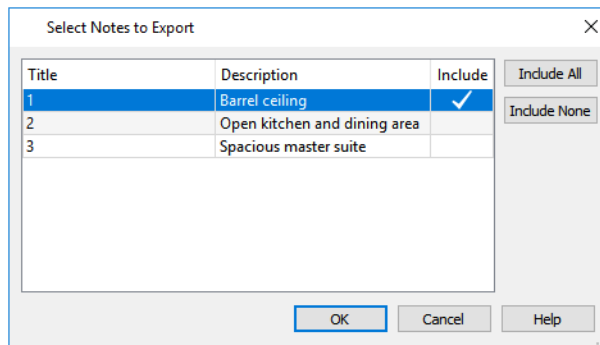 Select Notes to Export
Title Description Include
1 Barrel ceiling
2 Open kitchen and dining area
3 Spacious master suite
Include All
Include None
OK Cancel Help